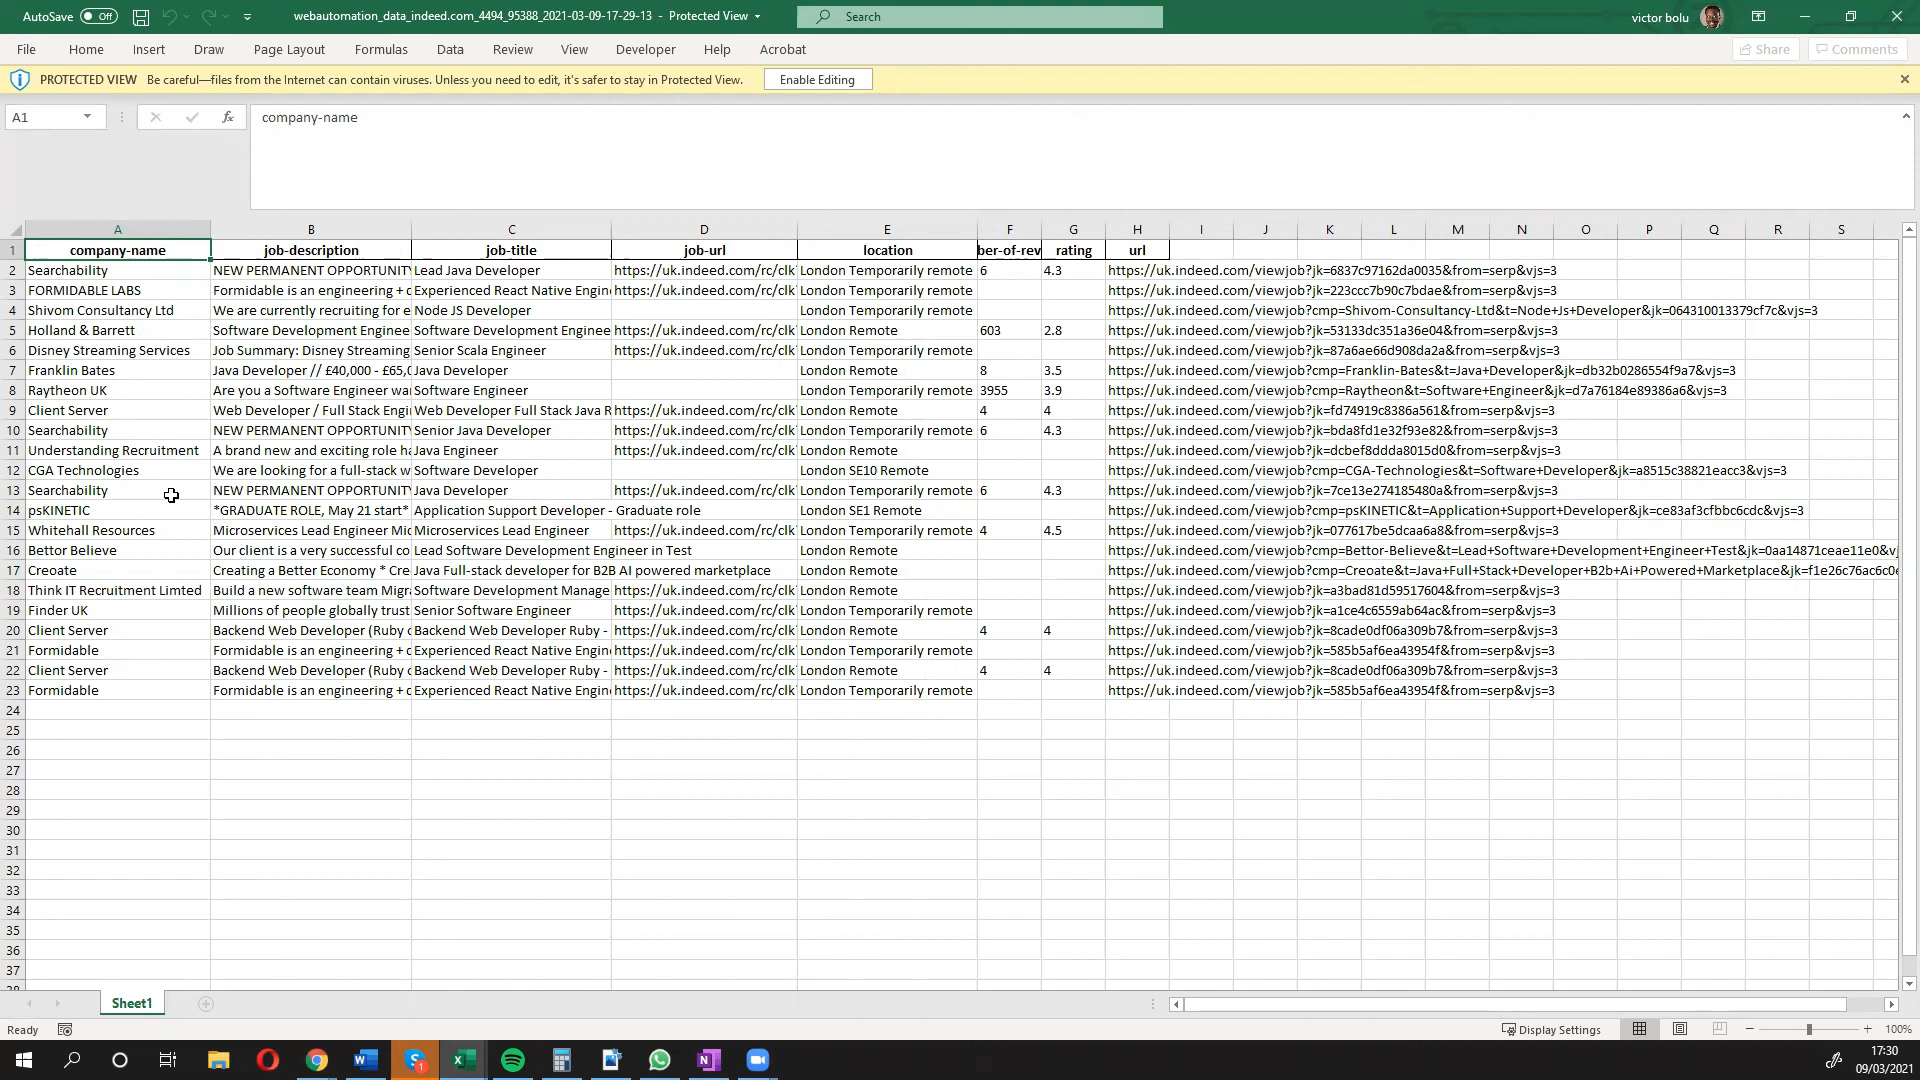 AutoSave Off webautomation_data_indeed.com_4494_95388_2021-03-09-17-29-13 - Protected View Search victor bolu
File Home Insert Draw Page Layout Formulas Data Review View Developer Help Acrobat Share Comments
PROTECTED VIEW Be careful—files from the Internet can contain viruses. Unless you need to edit, it's safer to stay in Protected View. Enable Editing
A1 fx company-name
A B C D E F G H I J K L M N O P Q R S
1 company-name job-description job-title job-url location ber-of-rev rating url
2 Searchability NEW PERMANENT OPPORTUNITY Lead Java Developer https://uk.indeed.com/rc/clk London Temporarily remote 6 4.3 https://uk.indeed.com/viewjob?jk=6837c97162da0035&from=serp&vjs=3
3 FORMIDABLE LABS Formidable is an engineering + c Experienced React Native Engin https://uk.indeed.com/rc/clk London Temporarily remote https://uk.indeed.com/viewjob?jk=223ccc7b90c7bdae&from=serp&vjs=3
4 Shivom Consultancy Ltd We are currently recruiting for e Node JS Developer London Temporarily remote https://uk.indeed.com/viewjob?cmp=Shivom-Consultancy-Ltd&t=Node+Js+Developer&jk=064310013379cf7c&vjs=3
5 Holland & Barrett Software Development Enginee Software Development Enginee https://uk.indeed.com/rc/clk London Remote 603 2.8 https://uk.indeed.com/viewjob?jk=53133dc351a36e04&from=serp&vjs=3
6 Disney Streaming Services Job Summary: Disney Streaming Senior Scala Engineer https://uk.indeed.com/rc/clk London Temporarily remote https://uk.indeed.com/viewjob?jk=87a6ae66d908da2a&from=serp&vjs=3
7 Franklin Bates Java Developer // £40,000 - £65,0 Java Developer London Temporarily remote 8 3.5 https://uk.indeed.com/viewjob?cmp=Franklin-Bates&t=Java+Developer&jk=db32b0286554f9a7&vjs=3
8 Raytheon UK Are you a Software Engineer wa Software Engineer London Temporarily remote 3955 3.9 https://uk.indeed.com/viewjob?cmp=Raytheon&t=Software+Engineer&jk=d7a76184e89386a6&vjs=3
9 Client Server Web Developer / Full Stack Engi Web Developer Full Stack Java R https://uk.indeed.com/rc/clk London Remote 4 4 https://uk.indeed.com/viewjob?jk=fd74919c8386a561&from=serp&vjs=3
10 Searchability NEW PERMANENT OPPORTUNITY Senior Java Developer https://uk.indeed.com/rc/clk London Temporarily remote 6 4.3 https://uk.indeed.com/viewjob?jk=bda8fd1e32f93e82&from=serp&vjs=3
11 Understanding Recruitment A brand new and exciting role ha Java Engineer https://uk.indeed.com/rc/clk London Remote https://uk.indeed.com/viewjob?jk=dcbef8ddda8015d0&from=serp&vjs=3
12 CGA Technologies We are looking for a full-stack w Software Developer London SE10 Remote https://uk.indeed.com/viewjob?cmp=CGA-Technologies&t=Software+Developer&jk=a8515c38821eacc3&vjs=3
13 Searchability NEW PERMANENT OPPORTUNITY Java Developer https://uk.indeed.com/rc/clk London Temporarily remote 6 4.3 https://uk.indeed.com/viewjob?jk=7ce13e274185480a&from=serp&vjs=3
14 psKINETIC *GRADUATE ROLE, May 21 start* Application Support Developer - Graduate role London SE1 Remote https://uk.indeed.com/viewjob?cmp=psKINETIC&t=Application+Support+Developer&jk=ce83af3cfbbc6cdc&vjs=3
15 Whitehall Resources Microservices Lead Engineer Mic Microservices Lead Engineer https://uk.indeed.com/rc/clk London Temporarily remote 4 4.5 https://uk.indeed.com/viewjob?jk=077617be5dcaa6a8&from=serp&vjs=3
16 Bettor Believe Our client is a very successful co Lead Software Development Engineer in Test London Remote https://uk.indeed.com/viewjob?cmp=Bettor-Believe&t=Lead+Software+Development+Engineer+Test&jk=0aa14871ceae11e0&vj
17 Creoate Creating a Better Economy * Cre Java Full-stack developer for B2B AI powered marketplace London Remote https://uk.indeed.com/viewjob?cmp=Creoate&t=Java+Full+Stack+Developer+B2b+Ai+Powered+Marketplace&jk=f1e26c76ac6c0e
18 Think IT Recruitment Limted Build a new software team Migra Software Development Manage https://uk.indeed.com/rc/clk London Remote https://uk.indeed.com/viewjob?jk=a3bad81d59517604&from=serp&vjs=3
19 Finder UK Millions of people globally trust Senior Software Engineer https://uk.indeed.com/rc/clk London Temporarily remote https://uk.indeed.com/viewjob?jk=a1ce4c6559ab64ac&from=serp&vjs=3
20 Client Server Backend Web Developer (Ruby o Backend Web Developer Ruby - https://uk.indeed.com/rc/clk London Remote 4 4 https://uk.indeed.com/viewjob?jk=8cade0df06a309b7&from=serp&vjs=3
21 Formidable Formidable is an engineering + c Experienced React Native Engin https://uk.indeed.com/rc/clk London Temporarily remote https://uk.indeed.com/viewjob?jk=585b5af6ea43954f&from=serp&vjs=3
22 Client Server Backend Web Developer (Ruby o Backend Web Developer Ruby - https://uk.indeed.com/rc/clk London Remote 4 4 https://uk.indeed.com/viewjob?jk=8cade0df06a309b7&from=serp&vjs=3
23 Formidable Formidable is an engineering + c Experienced React Native Engin https://uk.indeed.com/rc/clk London Temporarily remote https://uk.indeed.com/viewjob?jk=585b5af6ea43954f&from=serp&vjs=3
24
25
26
27
28
29
30
31
32
33
34
35
36
37
38
Sheet1
Ready Display Settings 100%
17:30
09/03/2021